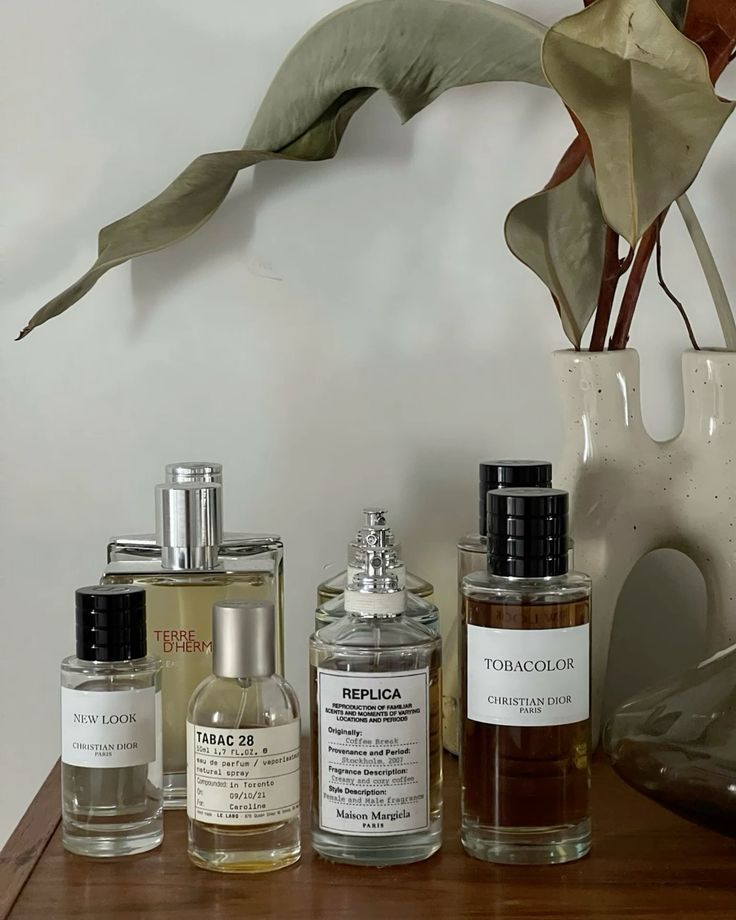 NEW LOOK
CHRISTIAN DIOR
PARIS
TERRE
D'HERM
TABAC 28
50ml 1,7 FL.OZ. ℮
eau de parfum / vaporisateur
natural spray
Compounded: in Toronto
On: 09/10/21
For: Caroline
LE LABO
REPLICA
REPRODUCTION OF FAMILIAR
SCENTS AND MOMENTS OF VARYING
LOCATIONS AND PERIODS
Originally:
Coffee Break
Provenance and Period:
Stockholm, 2007
Fragrance Description:
Creamy and cozy coffee
Style Description:
Female and Male fragrance
Maison Margiela
PARIS
TOBACOLOR
CHRISTIAN DIOR
PARIS